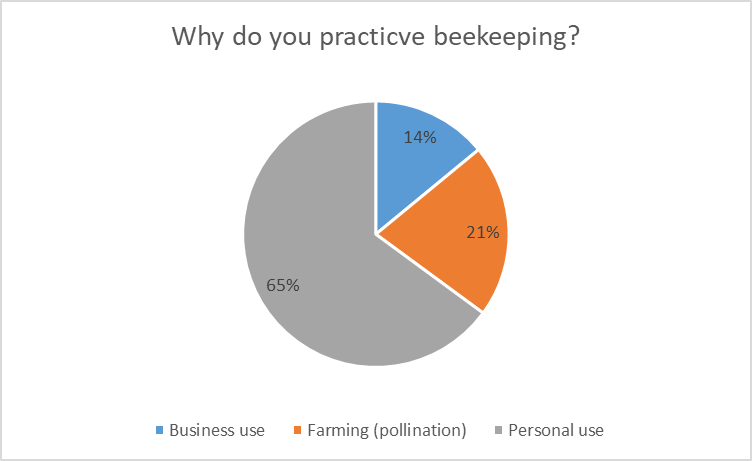 Why do you practicve beekeeping?
14%
21%
65%
Business use
Farming (pollination)
Personal use